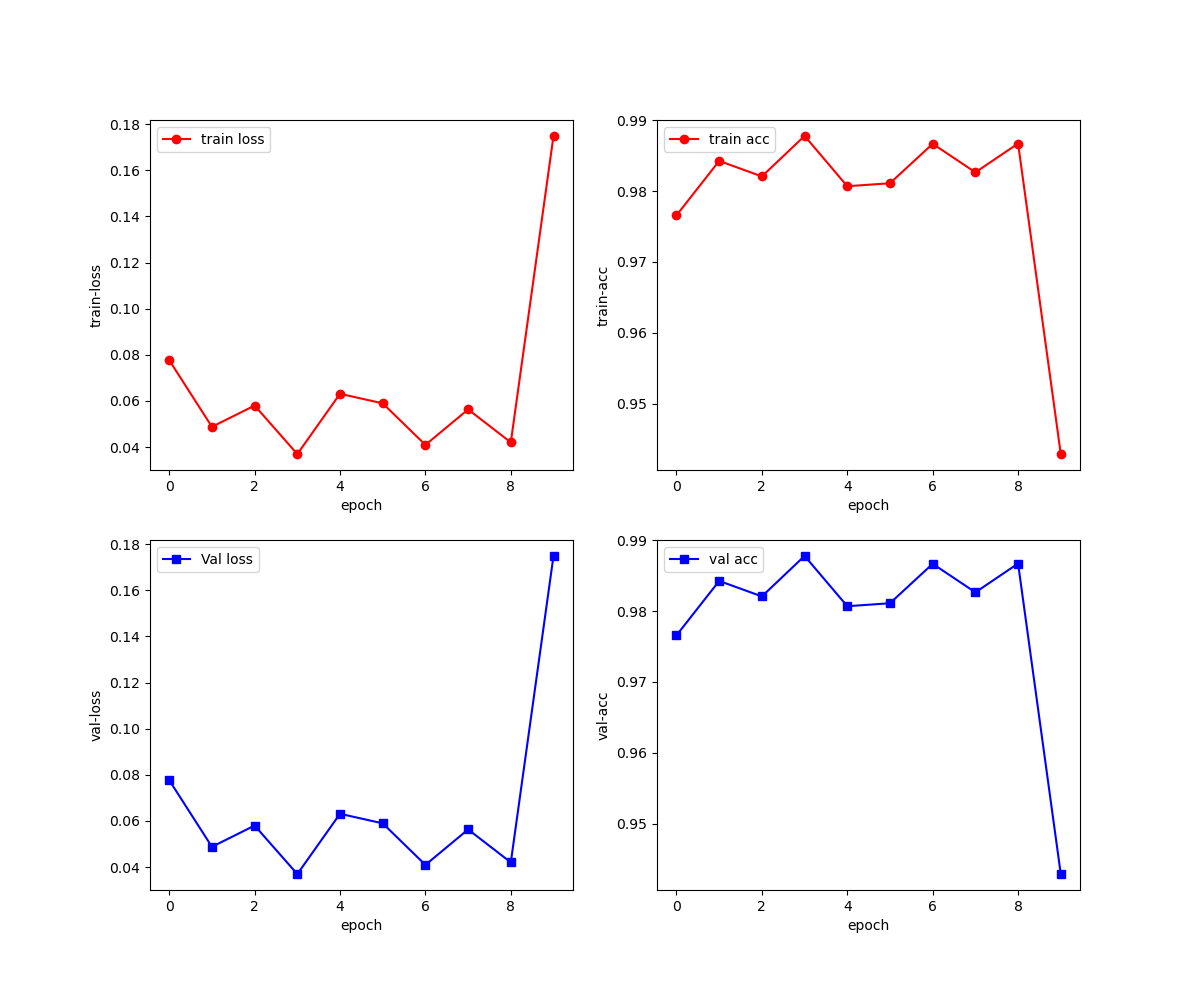 train loss
0.18
0.16
0.14
0.12
0.10
0.08
0.06
0.04
train-loss
0 2 4 6 8
epoch
train acc
0.99
0.98
0.97
0.96
0.95
train-acc
0 2 4 6 8
epoch
Val loss
0.18
0.16
0.14
0.12
0.10
0.08
0.06
0.04
val-loss
0 2 4 6 8
epoch
val acc
0.99
0.98
0.97
0.96
0.95
val-acc
0 2 4 6 8
epoch